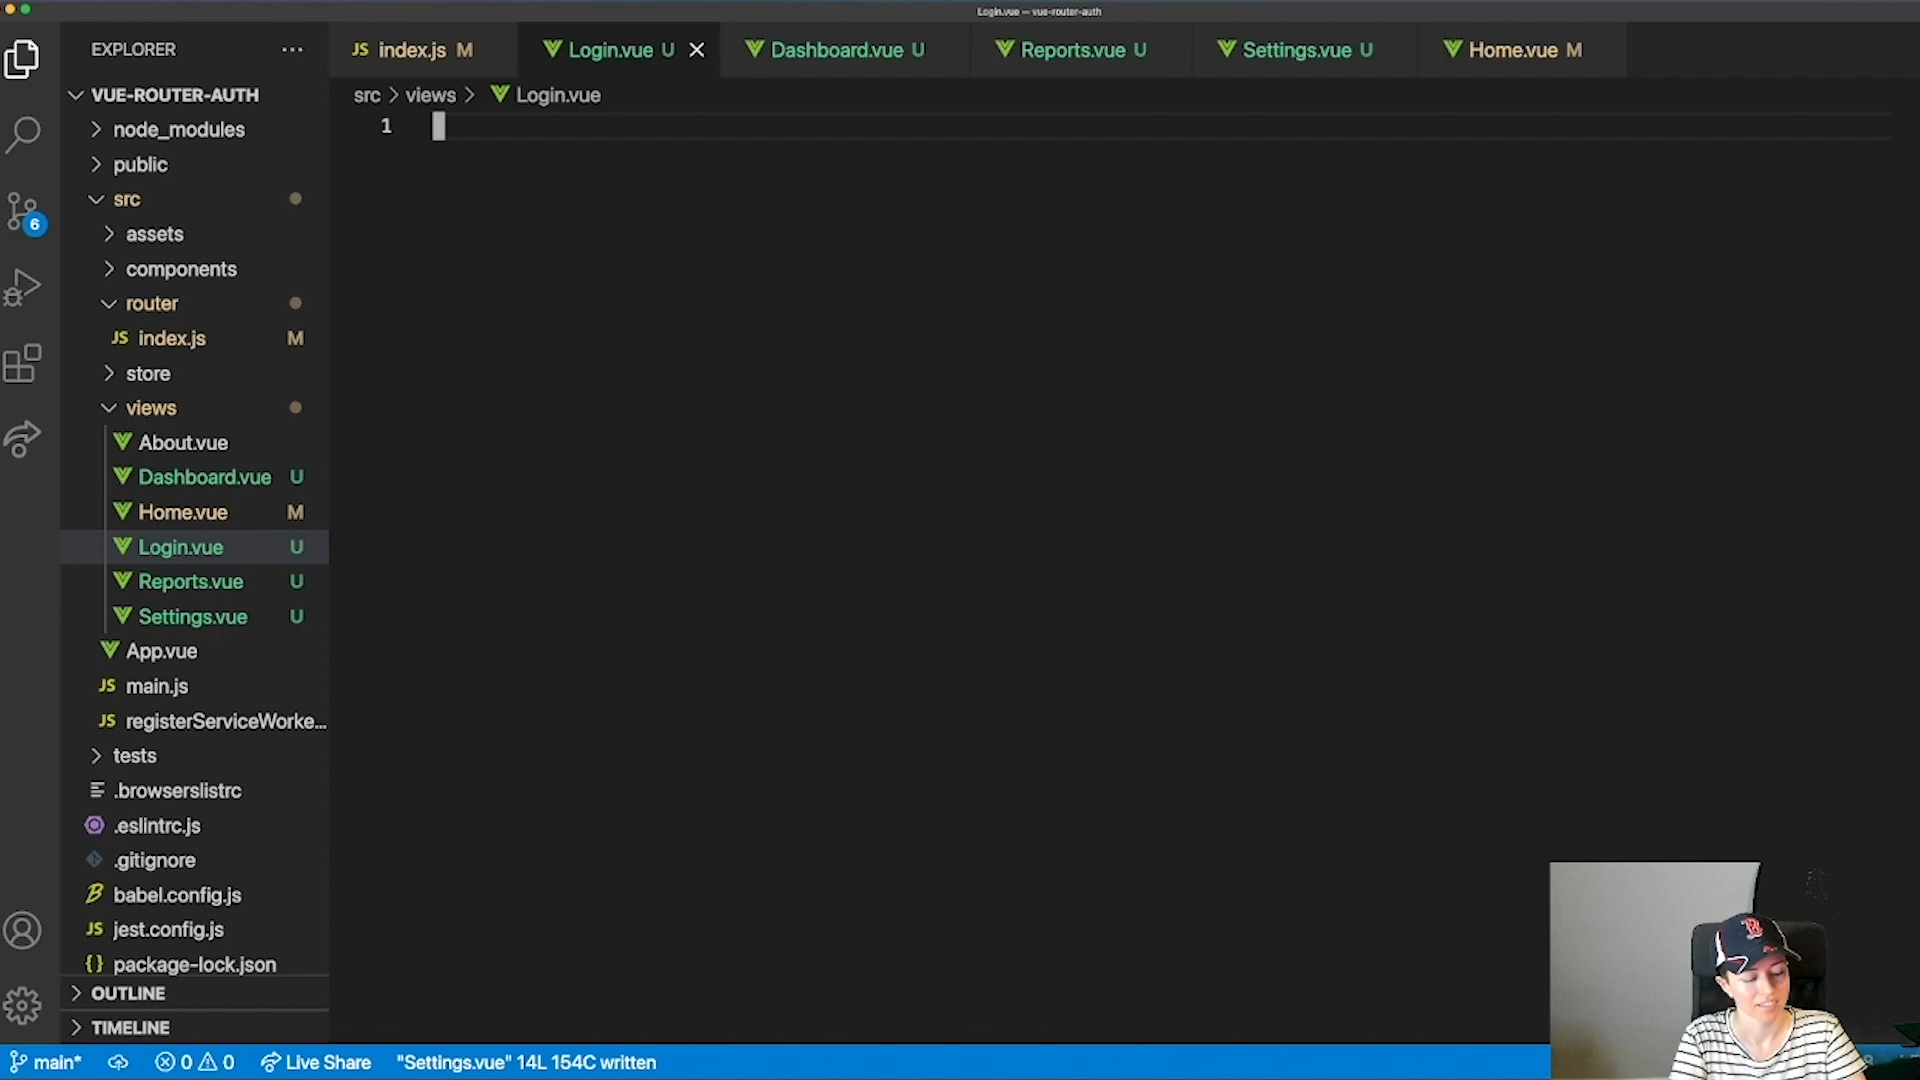 Login.vue — vue-router-auth
EXPLORER
JS index.js M
Login.vue U
Dashboard.vue U
Reports.vue U
Settings.vue U
Home.vue M
VUE-ROUTER-AUTH
src > views > Login.vue
1
node_modules
public
src
assets
6
components
router
JS index.js M
store
views
About.vue
Dashboard.vue U
Home.vue M
Login.vue U
Reports.vue U
Settings.vue U
App.vue
JS main.js
JS registerServiceWorke...
tests
.browserslistrc
.eslintrc.js
.gitignore
babel.config.js
JS jest.config.js
{} package-lock.json
OUTLINE
TIMELINE
main* 0 0 Live Share "Settings.vue" 14L 154C written